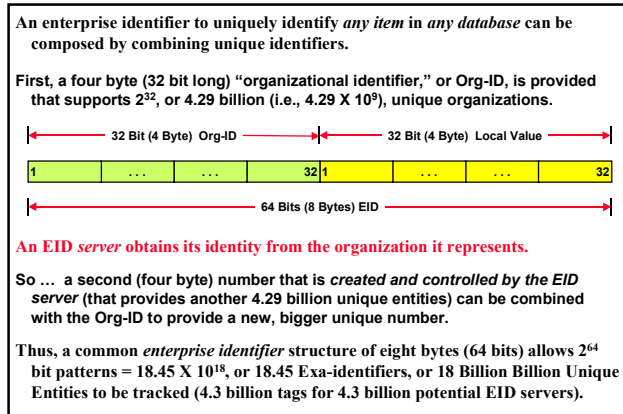 An enterprise identifier to uniquely identify any item in any database can be
composed by combining unique identifiers.
First, a four byte (32 bit long) “organizational identifier,” or Org-ID, is provided
that supports 2³², or 4.29 billion (i.e., 4.29 X 10⁹), unique organizations.
32 Bit (4 Byte) Org-ID 32 Bit (4 Byte) Local Value
1 . . . . . . 32 1 . . . . . . 32
64 Bits (8 Bytes) EID
An EID server obtains its identity from the organization it represents.
So … a second (four byte) number that is created and controlled by the EID
server (that provides another 4.29 billion unique entities) can be combined
with the Org-ID to provide a new, bigger unique number.
Thus, a common enterprise identifier structure of eight bytes (64 bits) allows 2⁶⁴
bit patterns = 18.45 X 10¹⁸, or 18.45 Exa-identifiers, or 18 Billion Billion Unique
Entities to be tracked (4.3 billion tags for 4.3 billion potential EID servers).